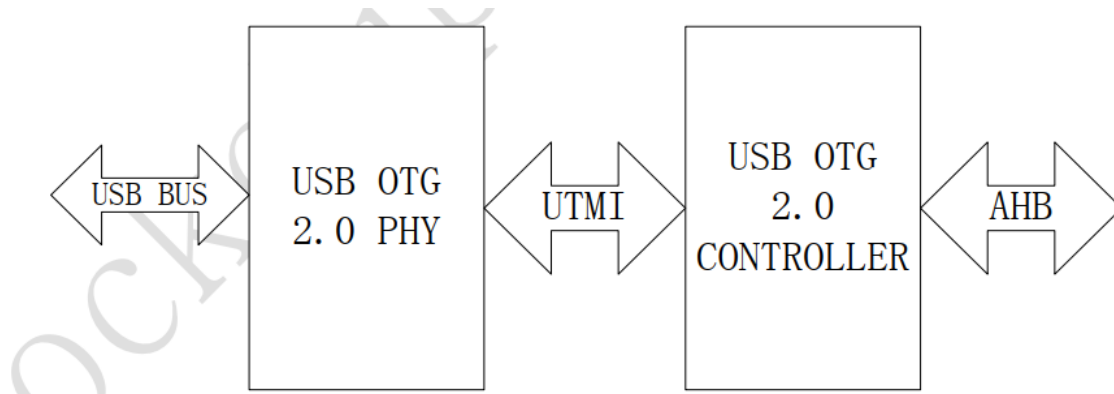 USB BUS
USB OTG
2.0 PHY
UTMI
USB OTG
2.0
CONTROLLER
AHB